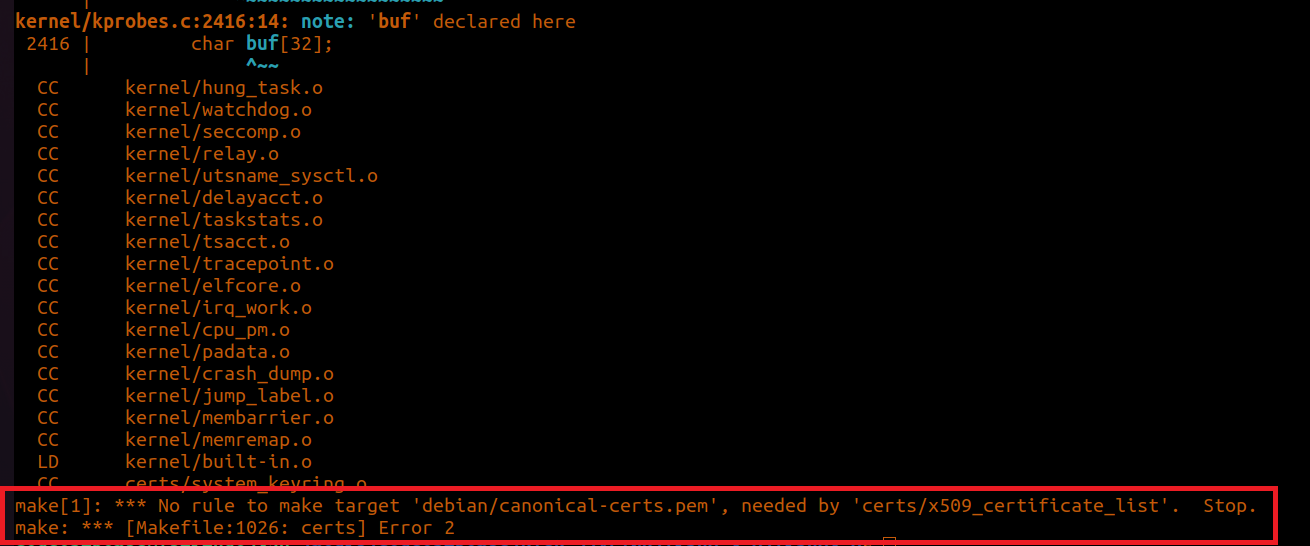 kernel/kprobes.c:2416:14: note: 'buf' declared here
2416 |         char buf[32];
|              ^~~
CC      kernel/hung_task.o
CC      kernel/watchdog.o
CC      kernel/seccomp.o
CC      kernel/relay.o
CC      kernel/utsname_sysctl.o
CC      kernel/delayacct.o
CC      kernel/taskstats.o
CC      kernel/tsacct.o
CC      kernel/tracepoint.o
CC      kernel/elfcore.o
CC      kernel/irq_work.o
CC      kernel/cpu_pm.o
CC      kernel/padata.o
CC      kernel/crash_dump.o
CC      kernel/jump_label.o
CC      kernel/membarrier.o
CC      kernel/memremap.o
LD      kernel/built-in.o
CC      certs/system_keyring.o
make[1]: *** No rule to make target 'debian/canonical-certs.pem', needed by 'certs/x509_certificate_list'.  Stop.
make: *** [Makefile:1026: certs] Error 2